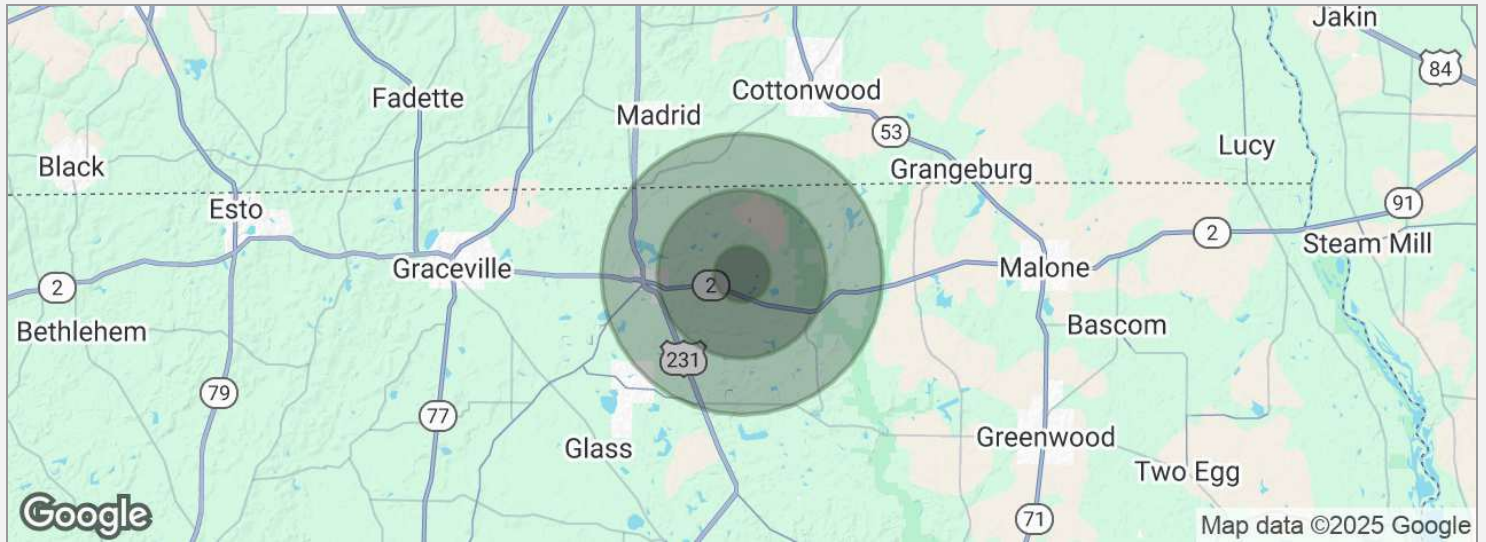 Jakin
84
Fadette
Madrid
Cottonwood
53
Black
Lucy
Grangeburg
Esto
91
2
Steam Mill
Graceville
Malone
2
2
Bethlehem
Bascom
231
79
77
Glass
Greenwood
Two Egg
71
Google
Map data ©2025 Google